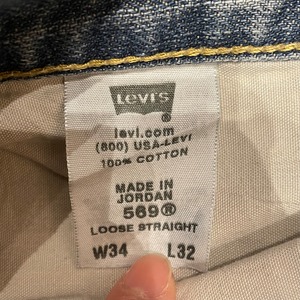 Levi's
levi.com
(800) USA-LEVI
100% COTTON
MADE IN
JORDAN
569®
LOOSE STRAIGHT
W34 L32